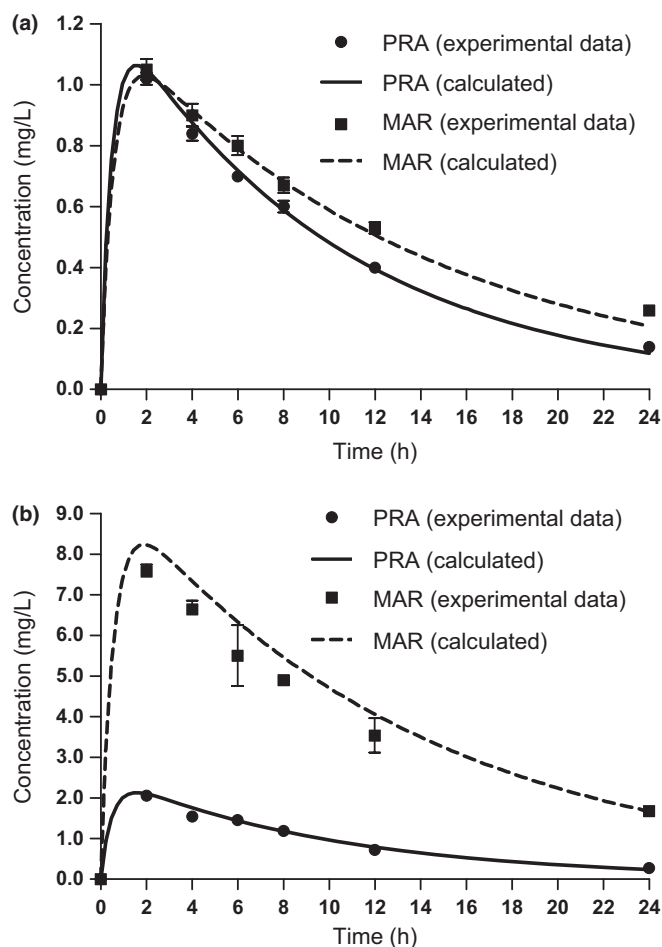 (a)
1.2
1.0
0.8
0.6
0.4
0.2
0.0
Concentration (mg/L)
PRA (experimental data)
PRA (calculated)
MAR (experimental data)
MAR (calculated)
0 2 4 6 8 10 12 14 16 18 20 22 24
Time (h)
(b)
9.0
8.0
7.0
6.0
5.0
4.0
3.0
2.0
1.0
0.0
Concentration (mg/L)
PRA (experimental data)
PRA (calculated)
MAR (experimental data)
MAR (calculated)
0 2 4 6 8 10 12 14 16 18 20 22 24
Time (h)